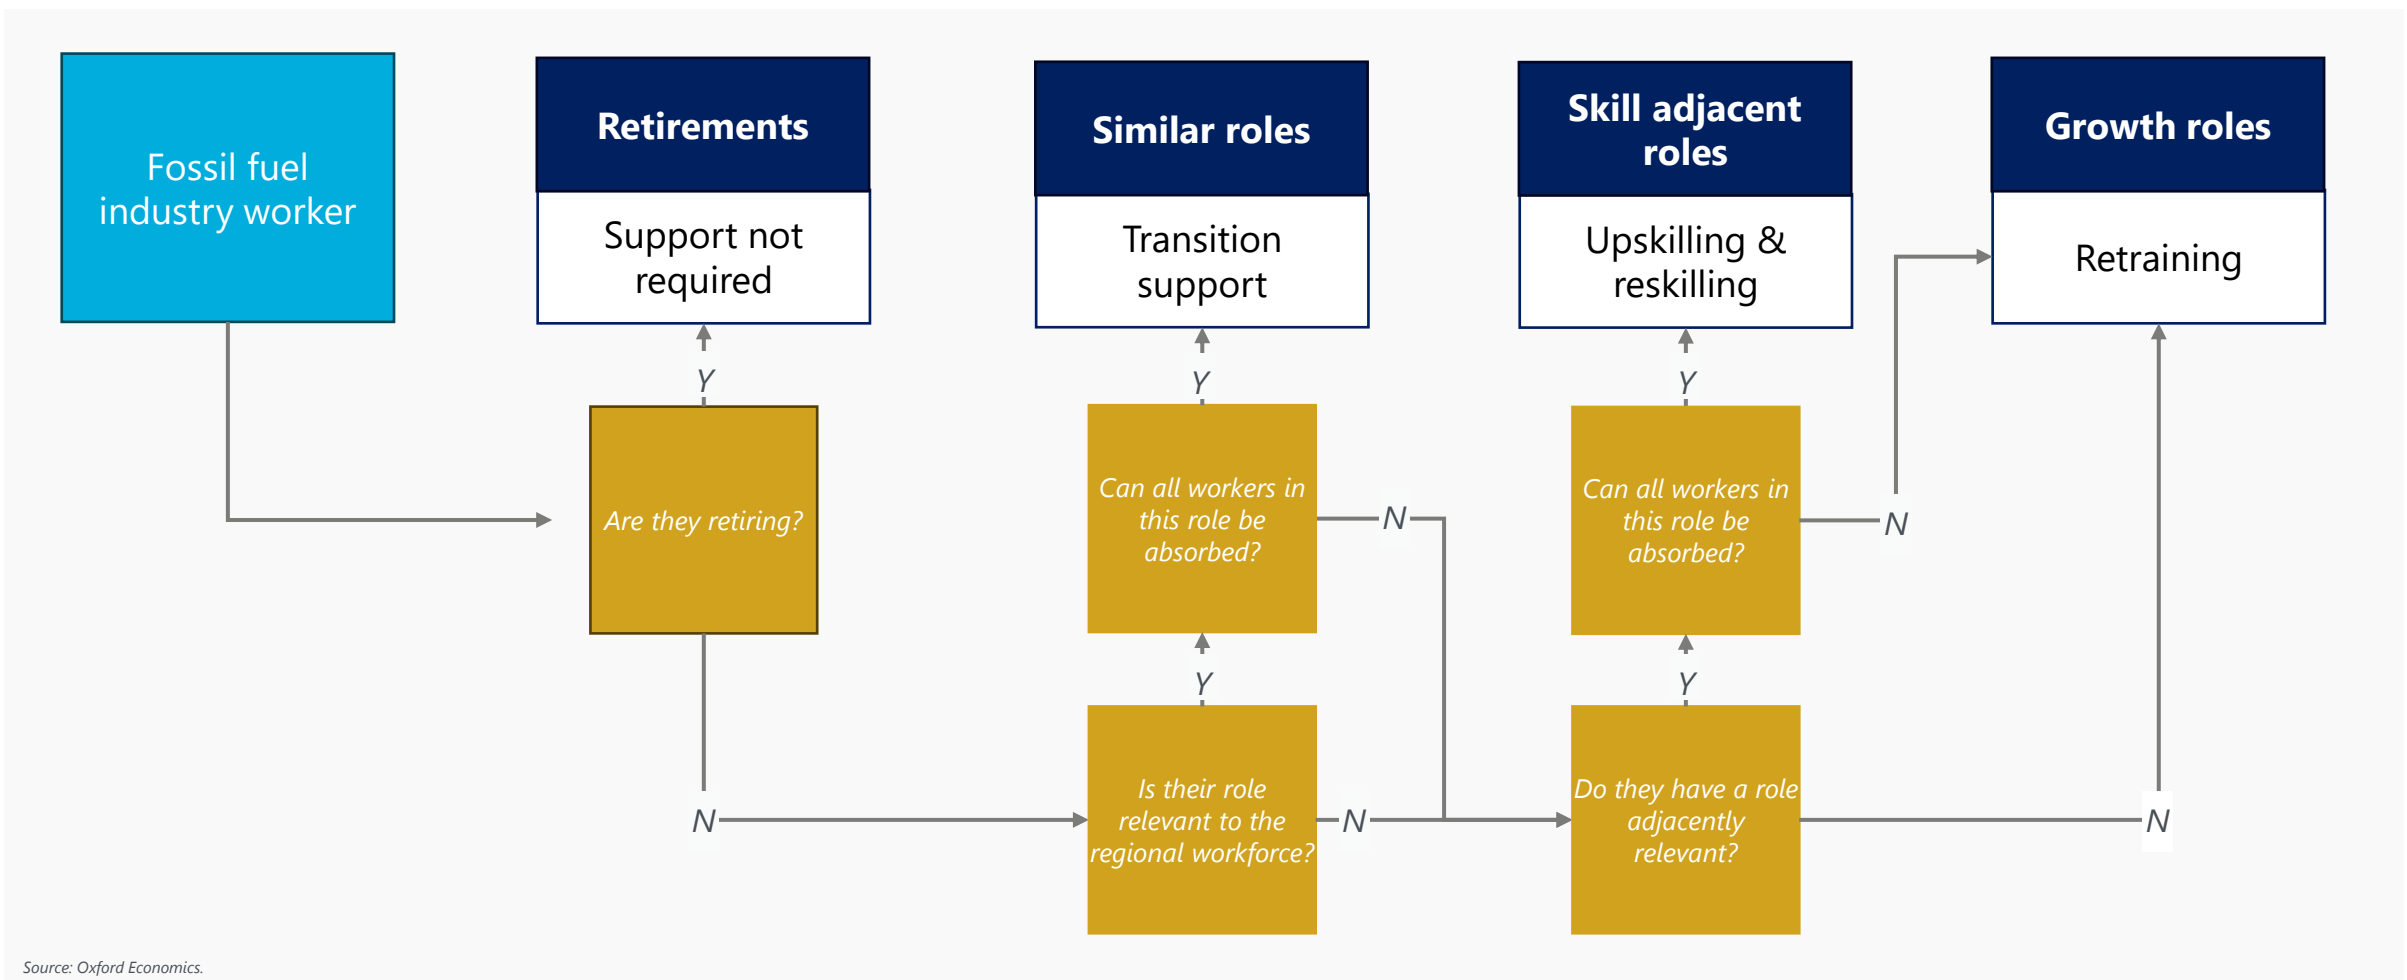 Fossil fuel
industry worker
Retirements
Support not
required
Similar roles
Transition
support
Skill adjacent
roles
Upskilling &
reskilling
Growth roles
Retraining
Y
Y
Y
Are they retiring?
Can all workers in
this role be
absorbed?
N
Can all workers in
this role be
absorbed?
N
Y
Y
N
Is their role
relevant to the
regional workforce?
N
Do they have a role
adjacently
relevant?
N
Source: Oxford Economics.